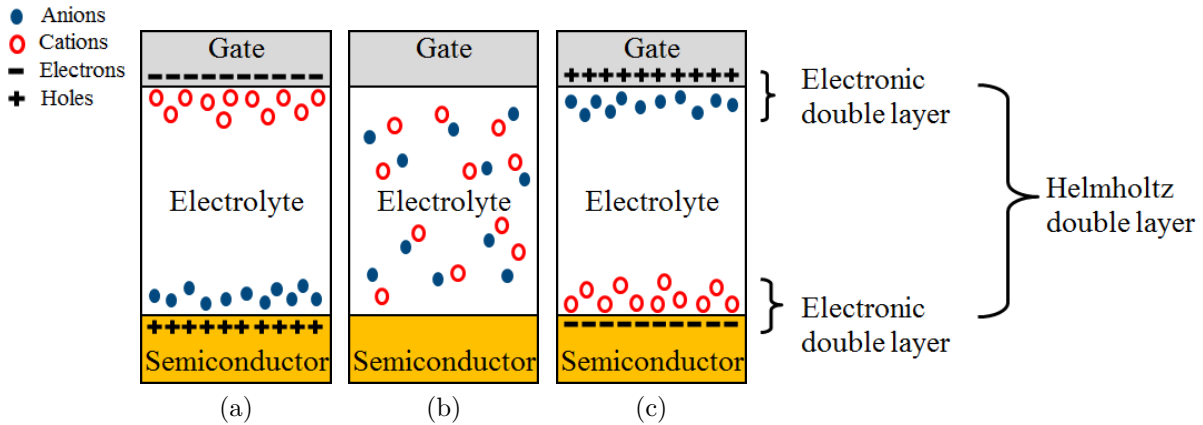 Anions
Cations
Electrons
Holes
Gate
Electrolyte
Semiconductor
(a)
Gate
Electrolyte
Semiconductor
(b)
Gate
Electrolyte
Semiconductor
(c)
Electronic
double layer
Electronic
double layer
Helmholtz
double layer